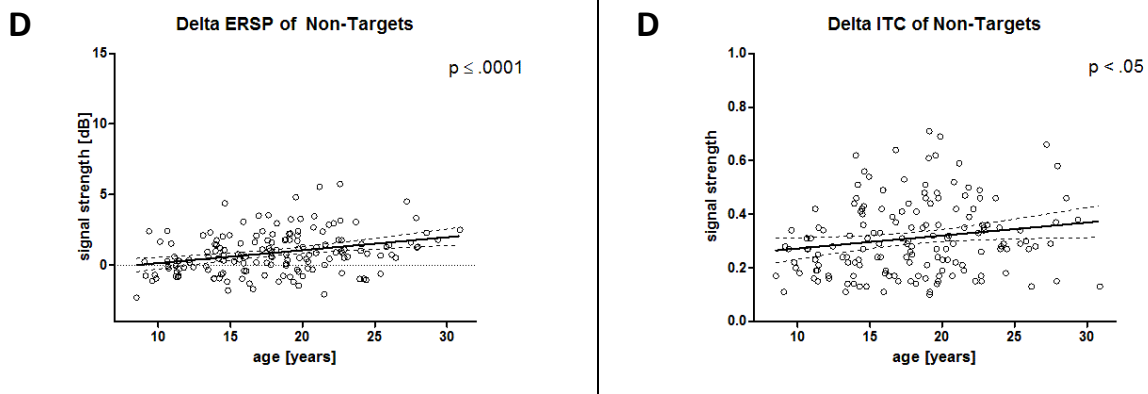 D
Delta ERSP of Non-Targets
15
10
5
0
signal strength [dB]
p ≤ .0001
10 15 20 25 30
age [years]
D
Delta ITC of Non-Targets
1.0
0.8
0.6
0.4
0.2
0.0
signal strength
p < .05
10 15 20 25 30
age [years]